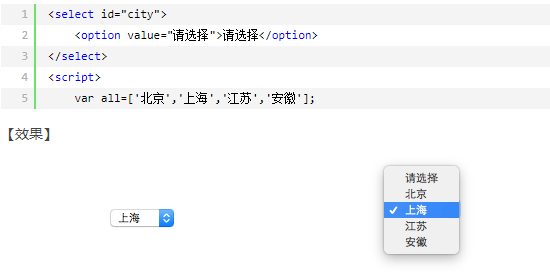 1 <select id="city">
2 <option value="请选择">请选择</option>
3 </select>
4 <script>
5 var all=['北京','上海','江苏','安徽'];
【效果】
请选择
北京
上海 ✓ 上海
江苏
安徽